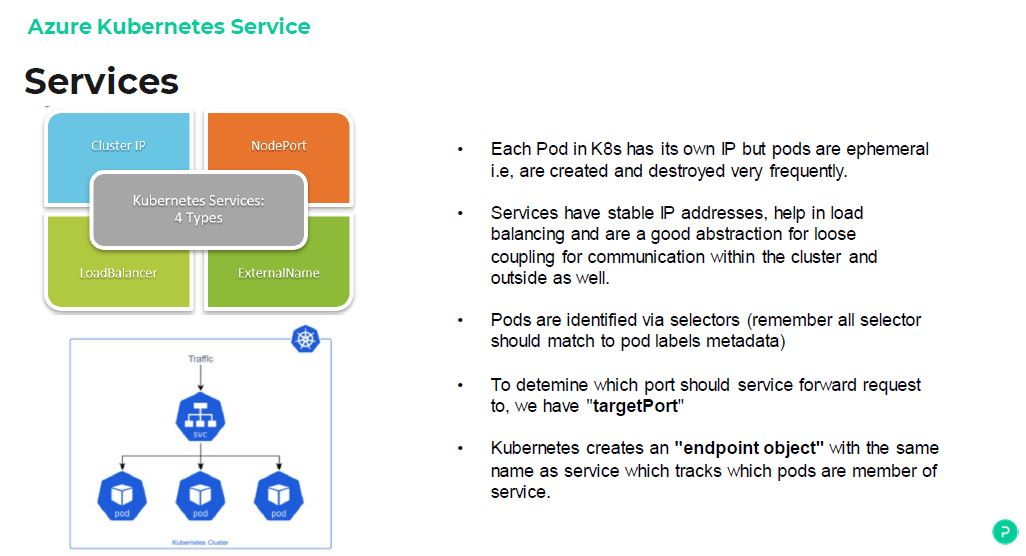 Azure Kubernetes Service
Services
Cluster IP
NodePort
Kubernetes Services:
4 Types
LoadBalancer
ExternalName
Traffic
svc
pod
pod
pod
Kubernetes Cluster
• Each Pod in K8s has its own IP but pods are ephemeral
i.e, are created and destroyed very frequently.
• Services have stable IP addresses, help in load
balancing and are a good abstraction for loose
coupling for communication within the cluster and
outside as well.
• Pods are identified via selectors (remember all selector
should match to pod labels metadata)
• To detemine which port should service forward request
to, we have "targetPort"
• Kubernetes creates an "endpoint object" with the same
name as service which tracks which pods are member of
service.